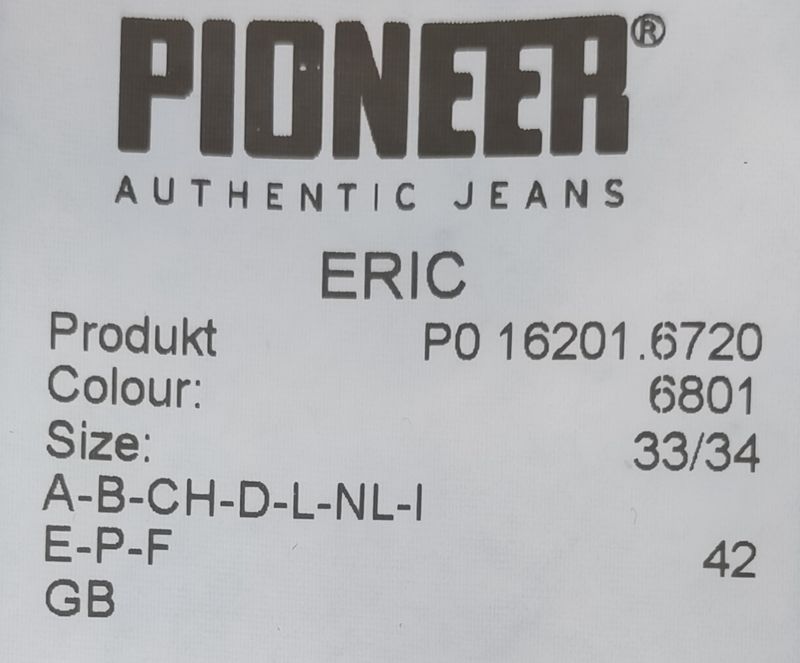 PIONEER®
AUTHENTIC JEANS
ERIC
Produkt P0 16201.6720
Colour: 6801
Size: 33/34
A-B-CH-D-L-NL-I
E-P-F 42
GB